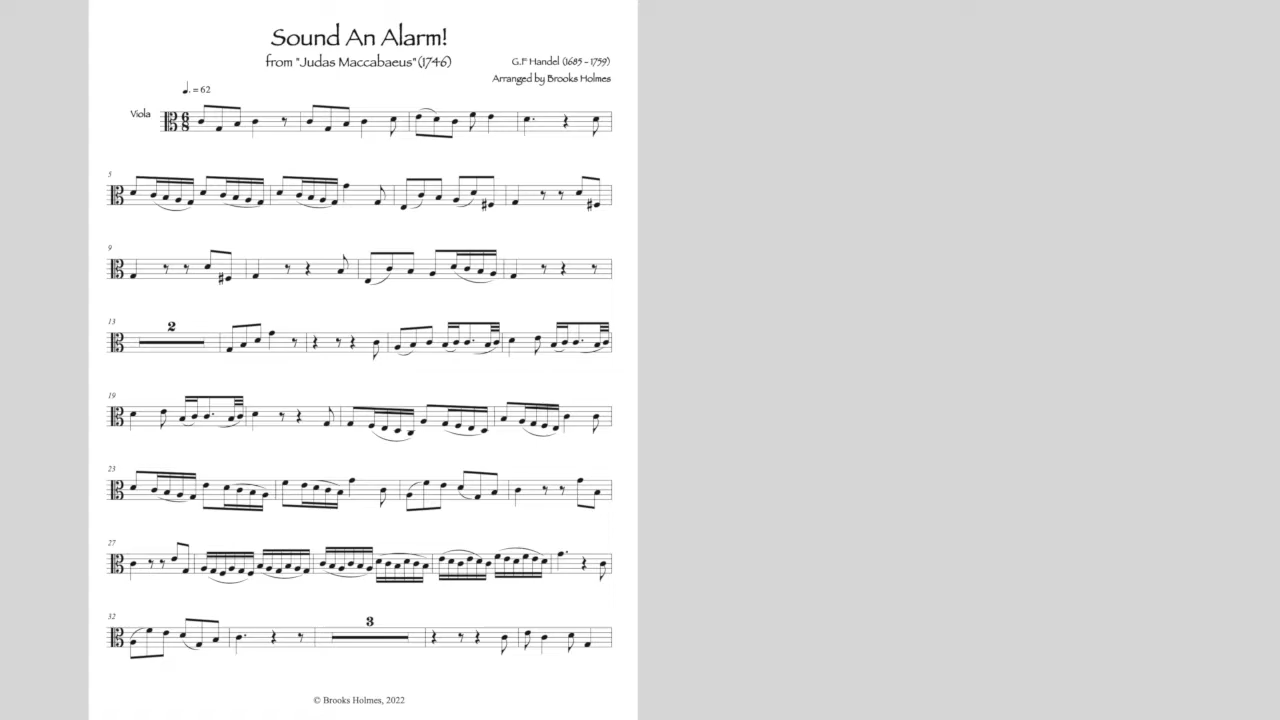 Sound An Alarm!
from "Judas Maccabaeus"(1746)
G.F Handel (1685 – 1759)
Arranged by Brooks Holmes
♩. = 62
Viola
5
9
13
2
19
23
27
32
3
© Brooks Holmes, 2022